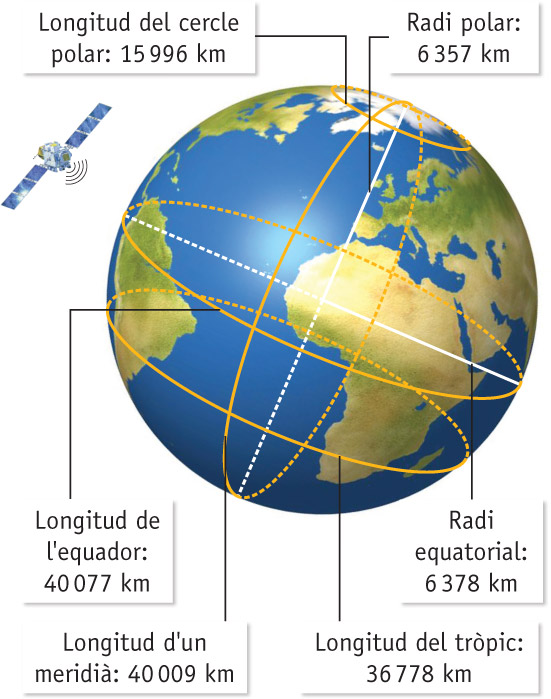 Longitud del cercle
polar: 15 996 km
Radi polar:
6 357 km
Longitud de
l'equador:
40 077 km
Radi
equatorial:
6 378 km
Longitud d'un
meridià: 40 009 km
Longitud del tròpic:
36 778 km